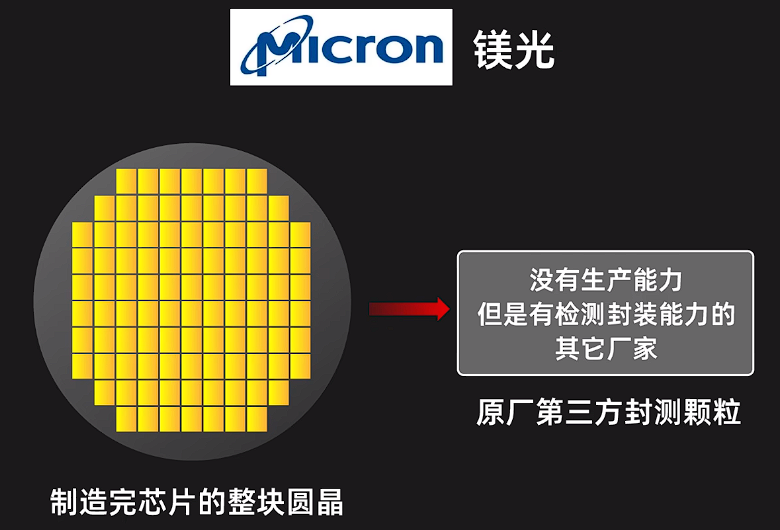 Micron 镁光
没有生产能力
但是有检测封装能力的
其它厂家
原厂第三方封测颗粒
制造完芯片的整块圆晶